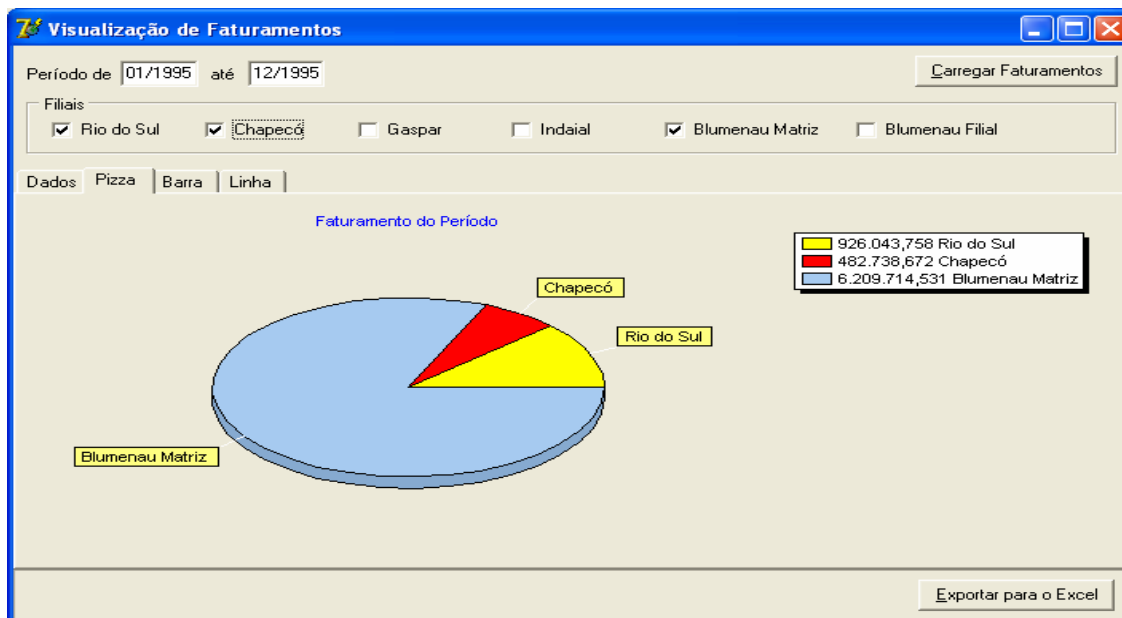 Visualização de Faturamentos
Período de 01/1995 até 12/1995 Carregar Faturamentos
Filiais
Rio do Sul Chapecó Gaspar Indaial Blumenau Matriz Blumenau Filial
Dados Pizza Barra Linha
Faturamento do Período
926.043,758 Rio do Sul
482.738,672 Chapecó
6.209.714,531 Blumenau Matriz
Chapecó
Rio do Sul
Blumenau Matriz
Exportar para o Excel